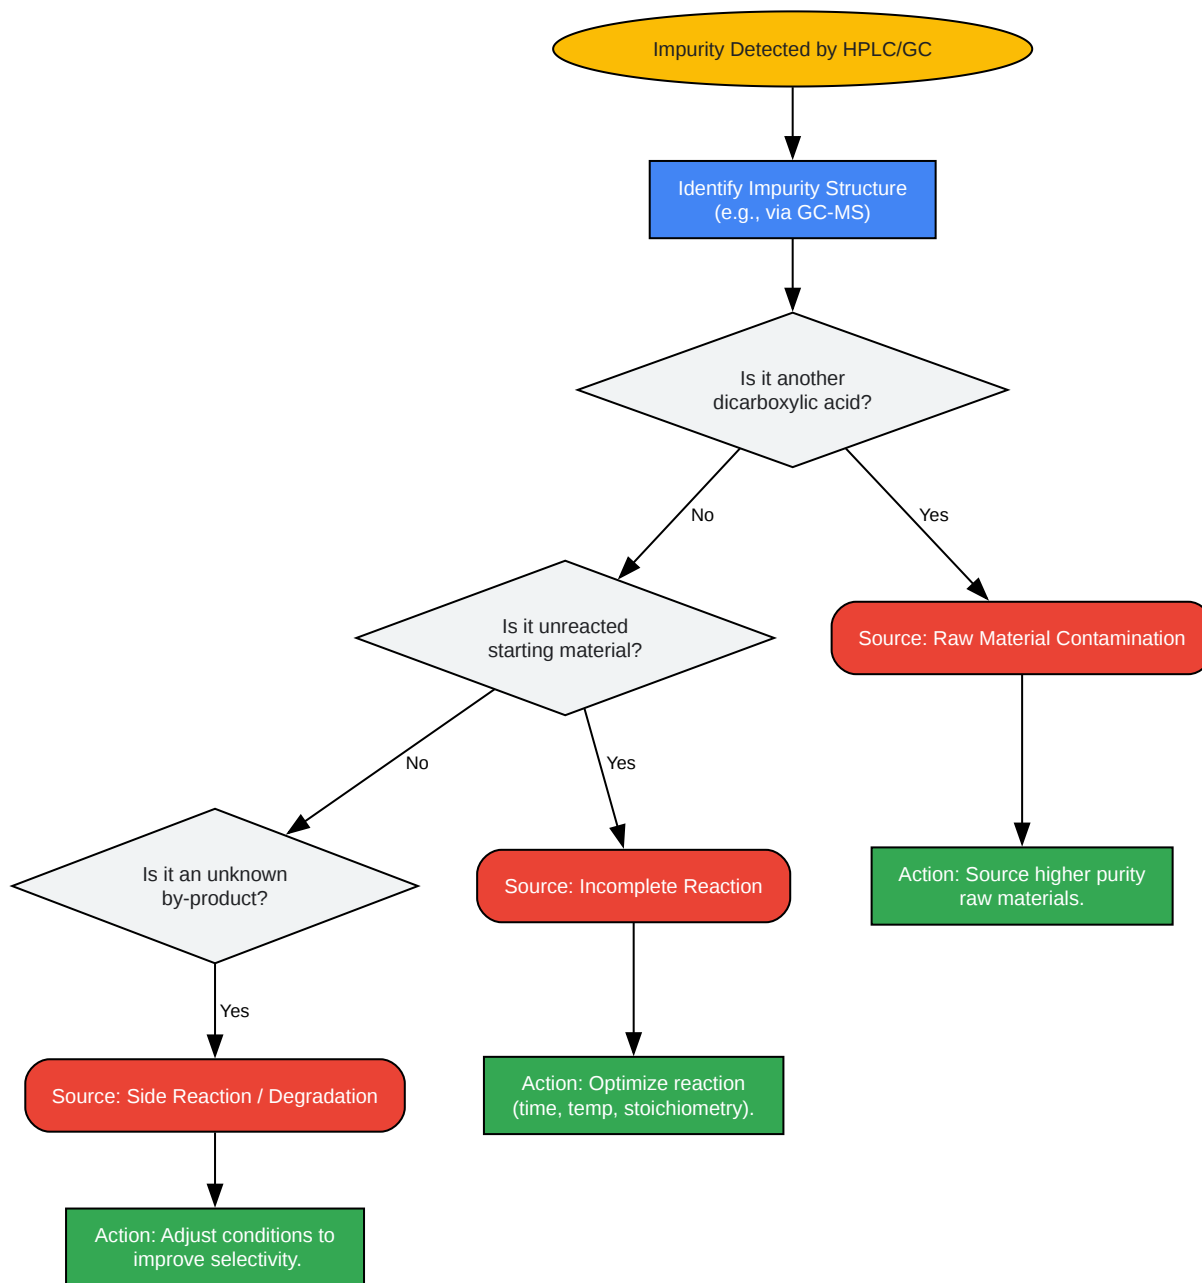 Impurity Detected by HPLC/GC
Identify Impurity Structure
(e.g., via GC-MS)
Is it another
dicarboxylic acid?
No
Yes
Is it unreacted
starting material?
Source: Raw Material Contamination
No
Yes
Is it an unknown
by-product?
Source: Incomplete Reaction
Action: Source higher purity
raw materials.
Yes
Source: Side Reaction / Degradation
Action: Optimize reaction
(time, temp, stoichiometry).
Action: Adjust conditions to
improve selectivity.